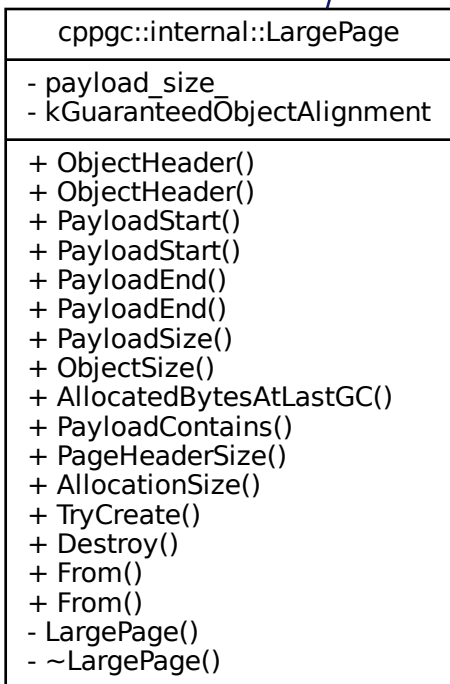 cppgc::internal::LargePage
- payload_size_
- kGuaranteedObjectAlignment
+ ObjectHeader()
+ ObjectHeader()
+ PayloadStart()
+ PayloadStart()
+ PayloadEnd()
+ PayloadEnd()
+ PayloadSize()
+ ObjectSize()
+ AllocatedBytesAtLastGC()
+ PayloadContains()
+ PageHeaderSize()
+ AllocationSize()
+ TryCreate()
+ Destroy()
+ From()
+ From()
- LargePage()
- ~LargePage()